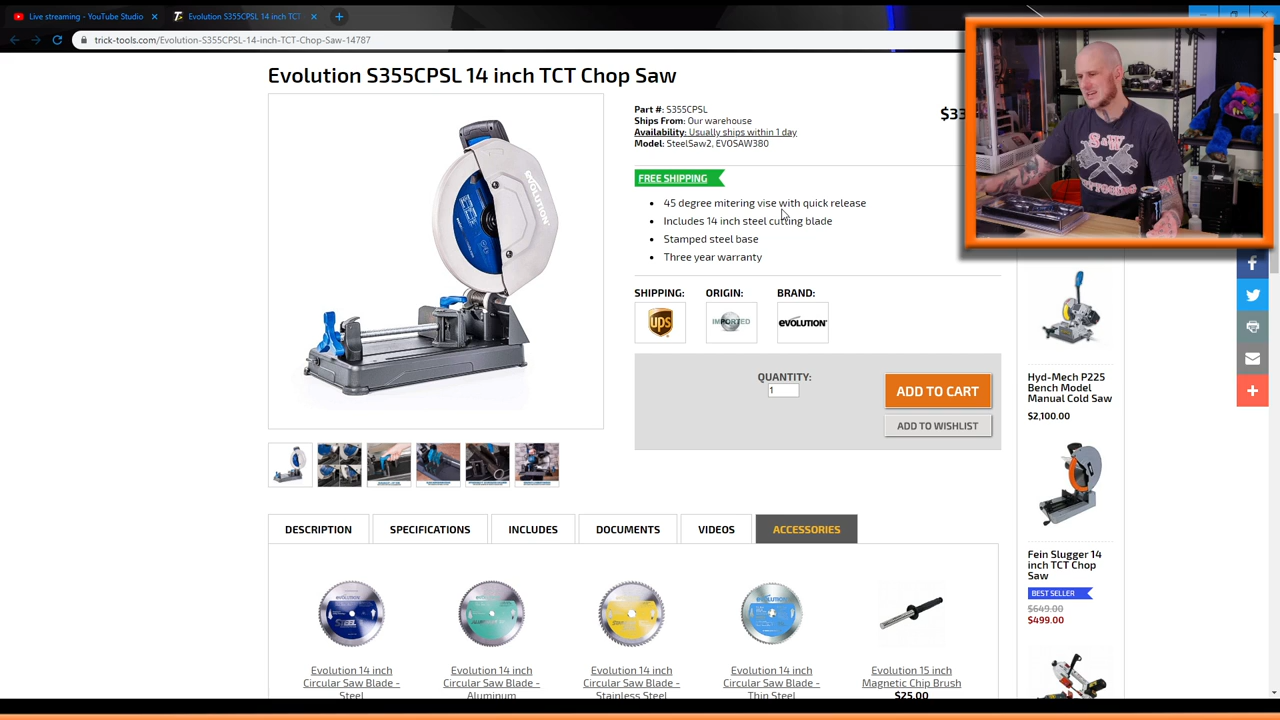 Live streaming - YouTube Studio
Evolution S355CPSL 14 inch TCT
trick-tools.com/Evolution-S355CPSL-14-inch-TCT-Chop-Saw-14787
Evolution S355CPSL 14 inch TCT Chop Saw
Part #: S355CPSL
Ships From: Our warehouse
Availability: Usually ships within 1 day
Model: SteelSaw2, EVOSAW380
FREE SHIPPING
• 45 degree mitering vise with quick release
• Includes 14 inch steel cutting blade
• Stamped steel base
• Three year warranty
SHIPPING: ORIGIN: BRAND:
ups IMPORTED evolution
QUANTITY:
1
ADD TO CART
ADD TO WISHLIST
EVOLUTION
DESCRIPTION SPECIFICATIONS INCLUDES DOCUMENTS VIDEOS ACCESSORIES
Evolution 14 inch
Circular Saw Blade -
Steel
Evolution 14 inch
Circular Saw Blade -
Aluminum
Evolution 14 inch
Circular Saw Blade -
Stainless Steel
Evolution 14 inch
Circular Saw Blade -
Thin Steel
Evolution 15 inch
Magnetic Chip Brush
$25.00
Hyd-Mech P225
Bench Model
Manual Cold Saw
$2,100.00
Fein Slugger 14
inch TCT Chop
Saw
BEST SELLER
$649.00
$499.00
S&W